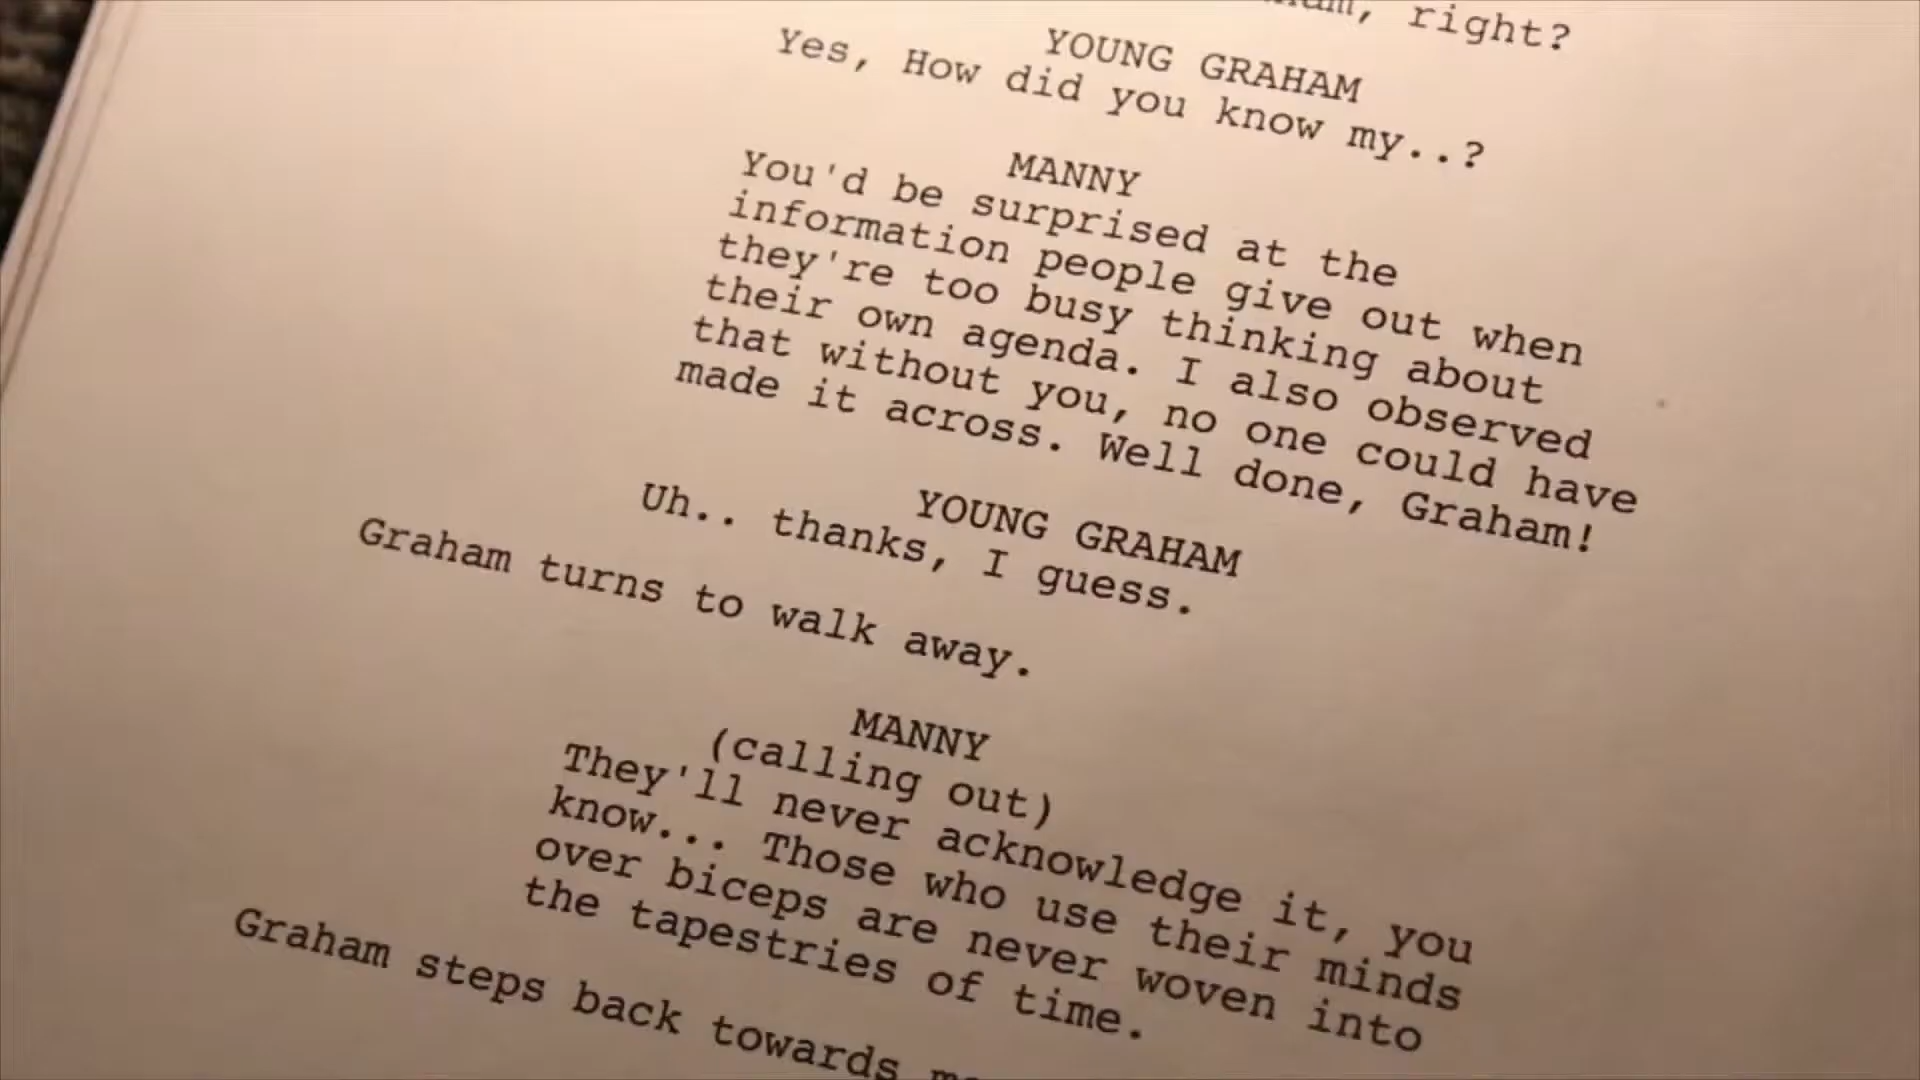 right?
YOUNG GRAHAM
Yes, How did you know my..?
MANNY
You'd be surprised at the
information people give out when
they're too busy thinking about
their own agenda. I also observed
that without you, no one could have
made it across. Well done, Graham!
YOUNG GRAHAM
Uh.. thanks, I guess.
Graham turns to walk away.
MANNY
(calling out)
They'll never acknowledge it, you
know... Those who use their minds
over biceps are never woven into
the tapestries of time.
Graham steps back towards